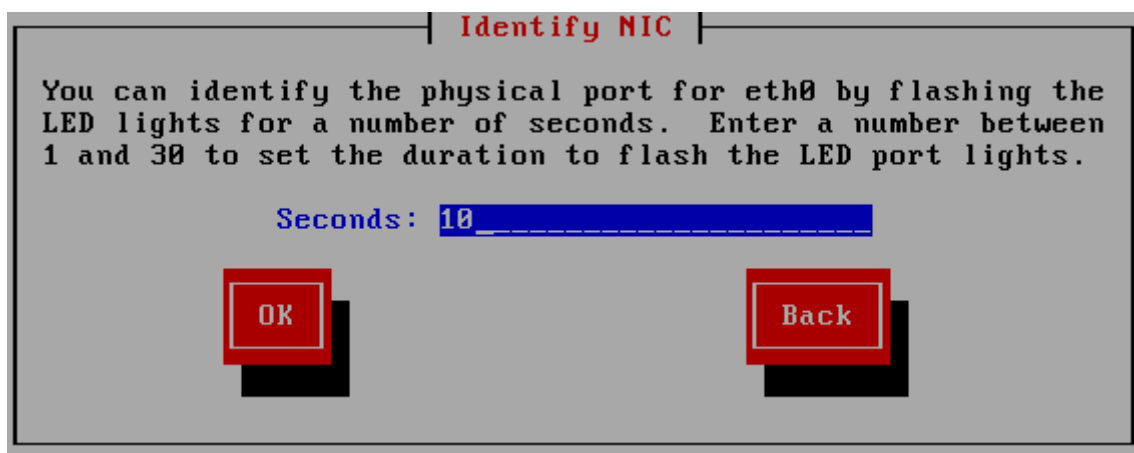 Identify NIC
You can identify the physical port for eth0 by flashing the
LED lights for a number of seconds.  Enter a number between
1 and 30 to set the duration to flash the LED port lights.
Seconds: 10
OK
Back